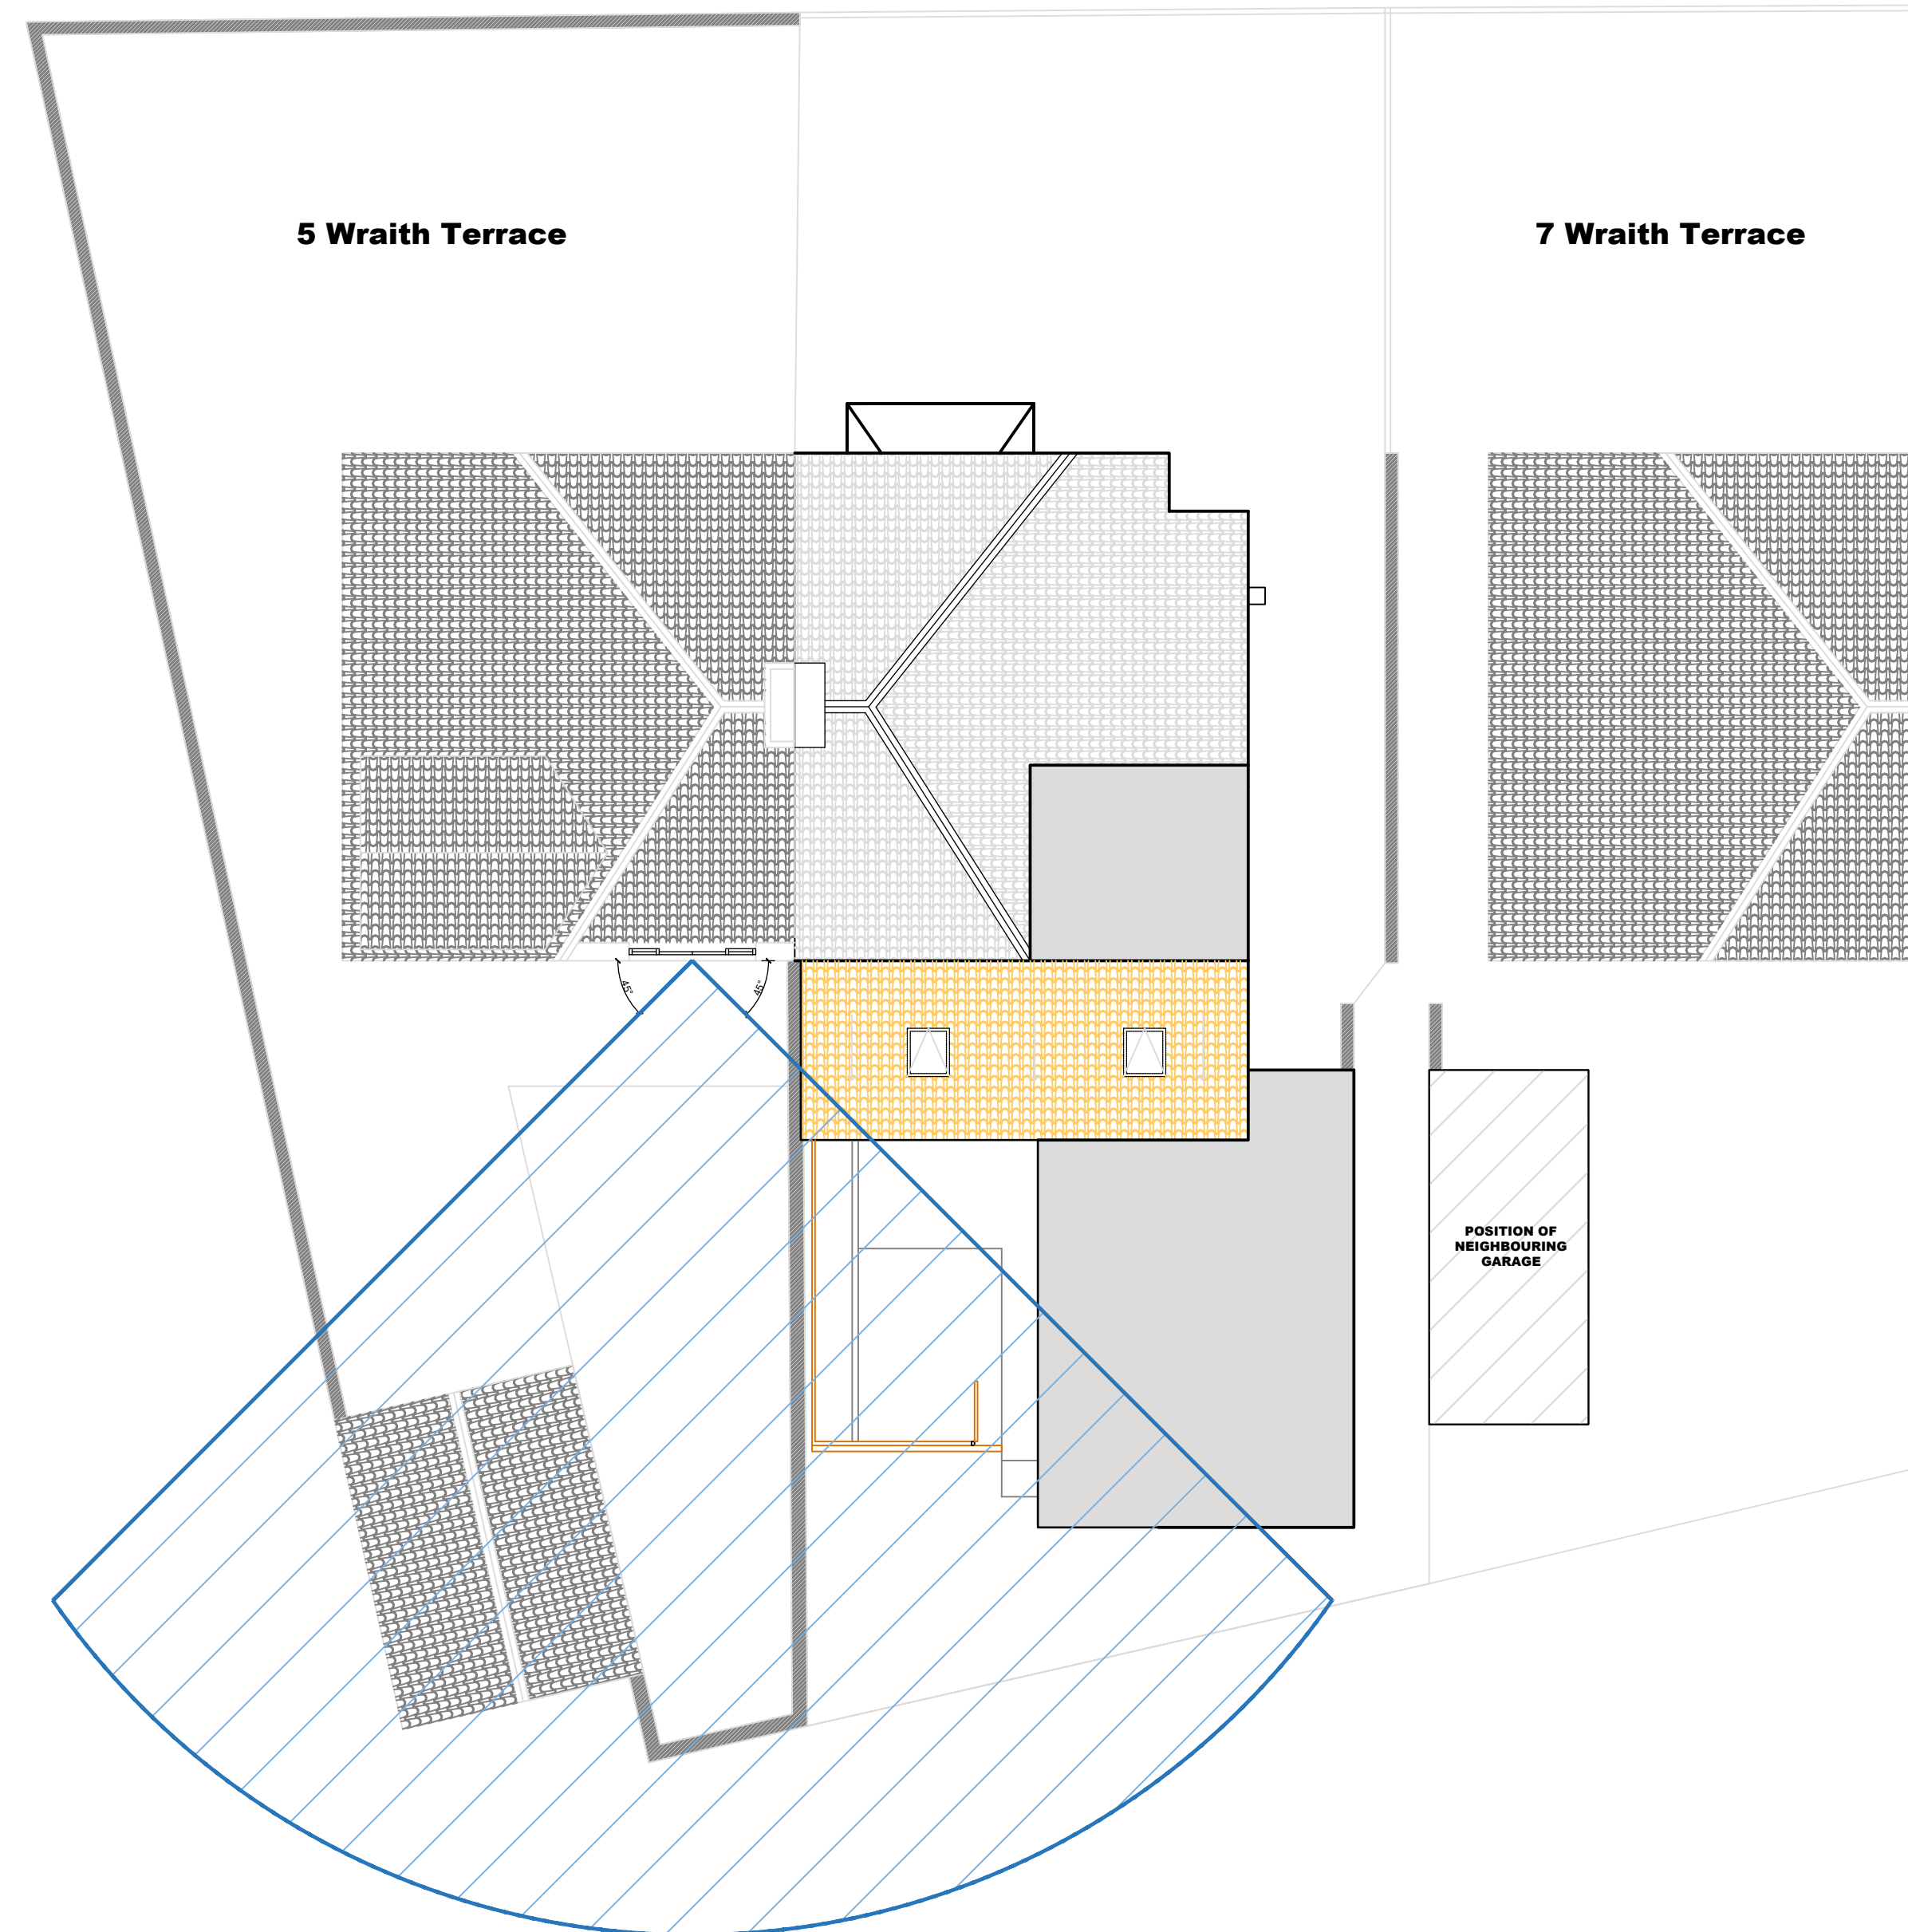 5 Wraith Terrace
7 Wraith Terrace
45°
45°
POSITION OF
NEIGHBOURING
GARAGE